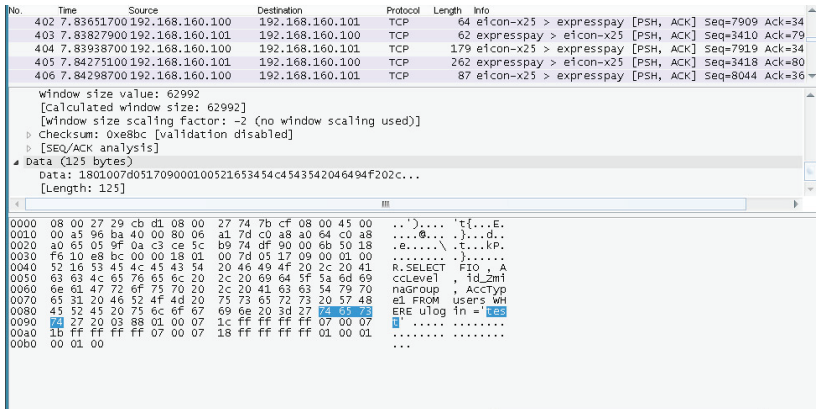 No. Time Source Destination Protocol Length Info
402 7.83651700 192.168.160.100 192.168.160.101 TCP 64 eicon-x25 > expresspay [PSH, ACK] Seq=7909 Ack=34
403 7.83827900 192.168.160.101 192.168.160.100 TCP 62 expresspay > eicon-x25 [PSH, ACK] Seq=3410 Ack=79
404 7.83938700 192.168.160.100 192.168.160.101 TCP 179 eicon-x25 > expresspay [PSH, ACK] Seq=7919 Ack=34
405 7.84275100 192.168.160.101 192.168.160.100 TCP 262 expresspay > eicon-x25 [PSH, ACK] Seq=3418 Ack=80
406 7.84298700 192.168.160.100 192.168.160.101 TCP 87 eicon-x25 > expresspay [PSH, ACK] Seq=8044 Ack=36
Window size value: 62992
[Calculated window size: 62992]
[Window size scaling factor: -2 (no window scaling used)]
Checksum: 0xe8bc [validation disabled]
[SEQ/ACK analysis]
Data (125 bytes)
Data: 1801007d05170900010052165345 4c4543542046494f202c...
[Length: 125]
0000 08 00 27 29 cb d1 08 00 27 74 7b cf 08 00 45 00 ..').... 't{...E.
0010 00 a5 96 ba 40 00 80 06 a1 7d c0 a8 a0 64 c0 a8 ....@... .}...d..
0020 a0 65 05 9f 0a c3 ce 5c b9 74 df 90 00 6b 50 18 .e.....\ .t...kP.
0030 f6 10 e8 bc 00 00 18 01 00 7d 05 17 09 00 01 00 ........ .}......
0040 52 16 53 45 4c 45 43 54 20 46 49 4f 20 2c 20 41 R.SELECT FIO , A
0050 63 63 4c 65 76 65 6c 20 2c 20 69 64 5f 5a 6d 69 ccLevel , id_Zmi
0060 6e 61 47 72 6f 75 70 20 2c 20 41 63 63 54 79 70 naGroup , AccTyp
0070 65 31 20 46 52 4f 4d 20 75 73 65 72 73 20 57 48 e1 FROM users WH
0080 45 52 45 20 75 6c 6f 67 69 6e 20 3d 27 74 65 73 ERE ulog in ='tes
0090 74 27 20 03 88 01 00 07 1c ff ff ff ff 07 00 07 t' ..... ........
00a0 1b ff ff ff ff 07 00 07 18 ff ff ff ff 01 00 01 ........ ........
00b0 00 01 00 ...